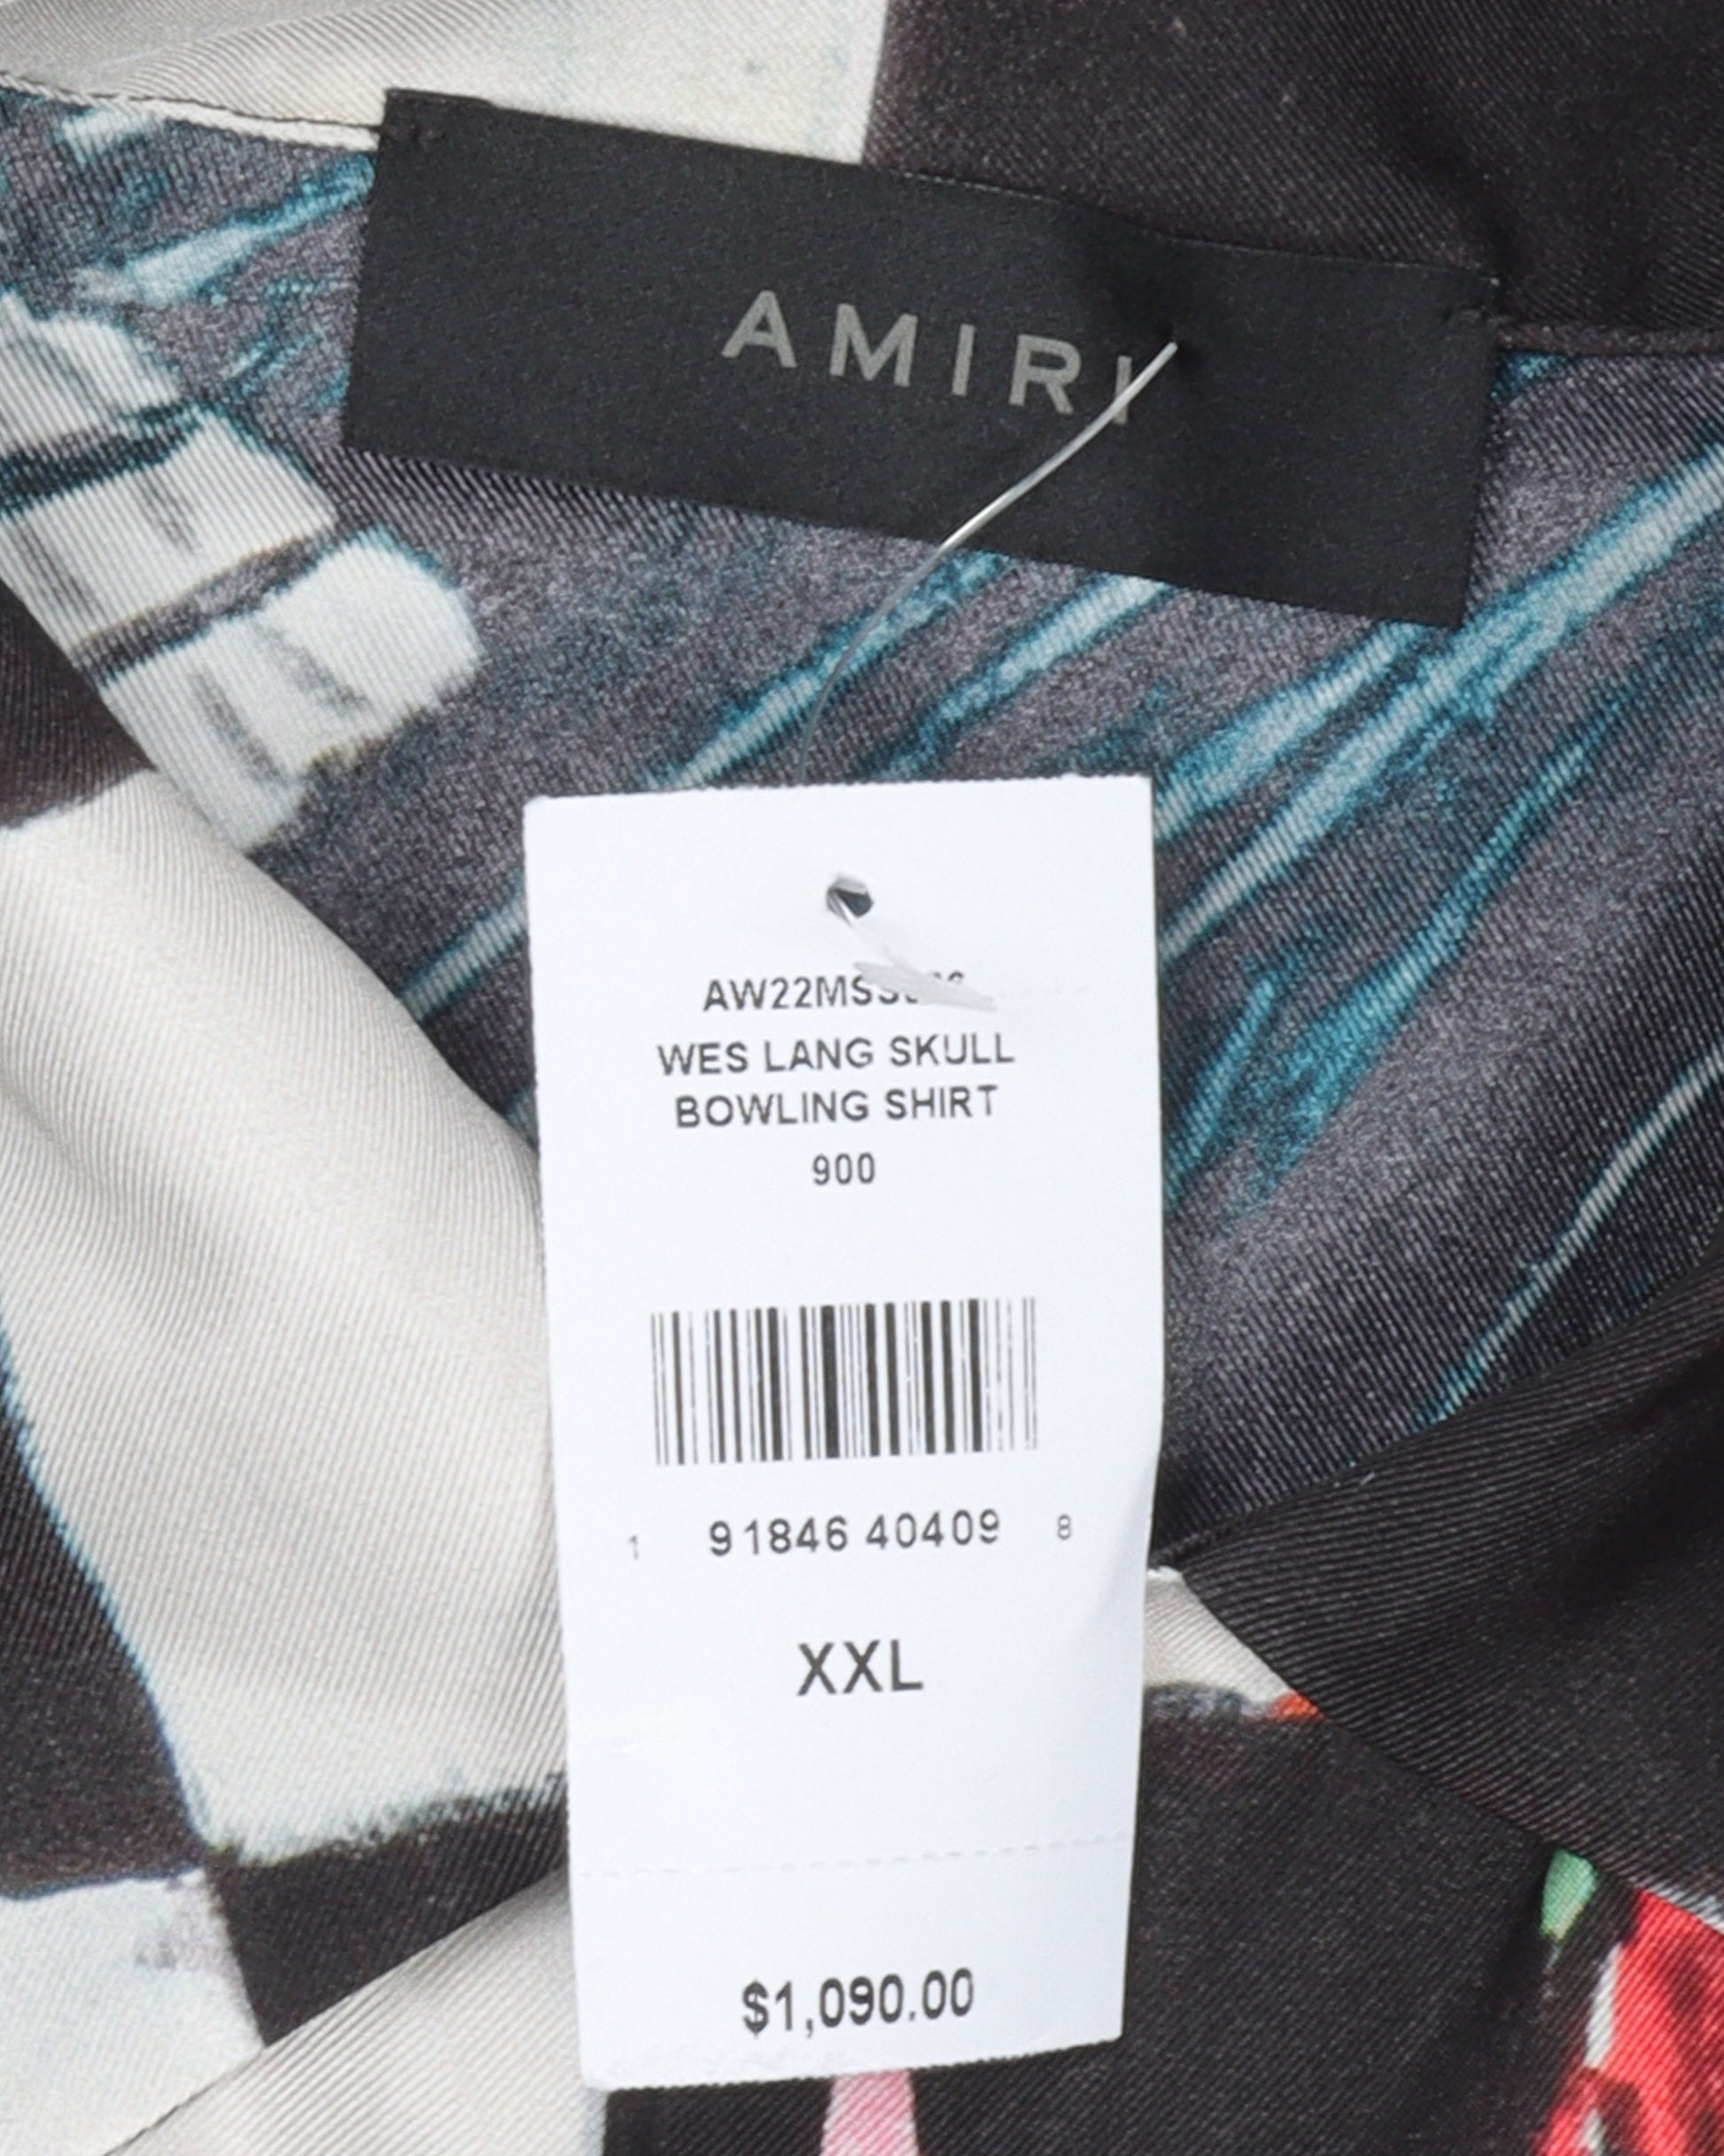 AMIRI
WES LANG SKULL
BOWLING SHIRT
900
1 91846 40409 8
XXL
$1,090.00